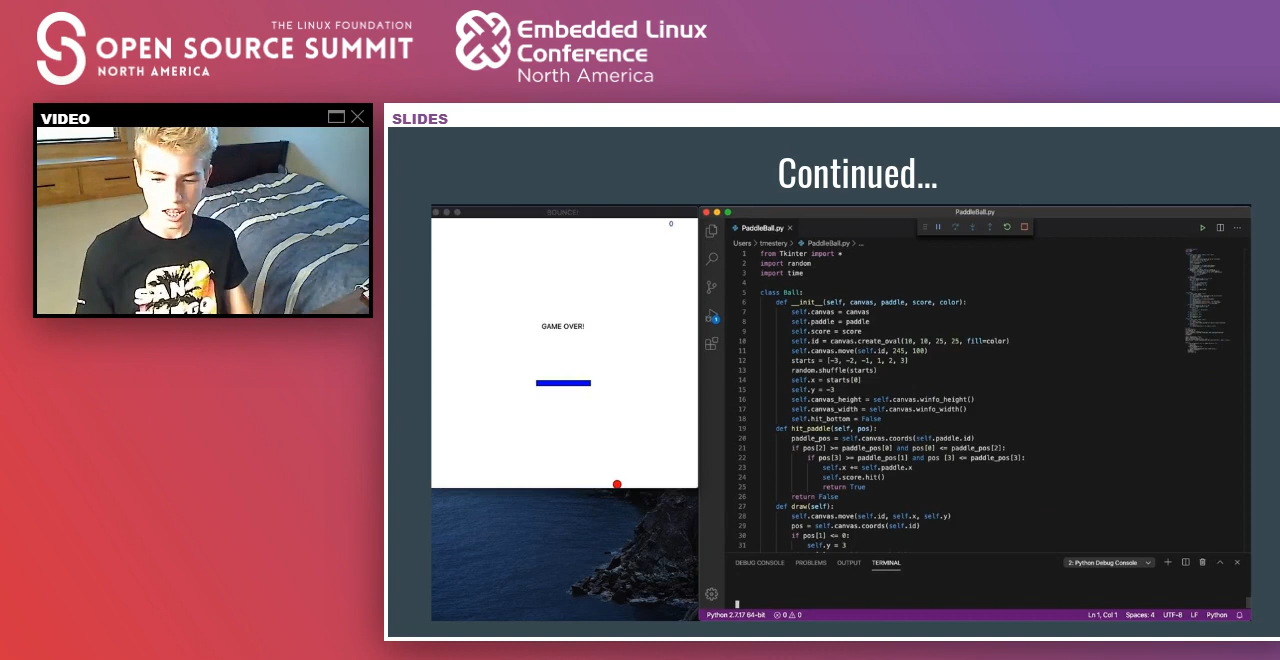 THE LINUX FOUNDATION
OPEN SOURCE SUMMIT
NORTH AMERICA
Embedded Linux
Conference
North America
VIDEO
SLIDES
SAN
Continued...
BOUNCE!
0
GAME OVER!
PaddleBall.py
PaddleBall.py
Users > tmestery > PaddleBall.py > ...
1 from Tkinter import *
2 import random
3 import time
4
5 class Ball:
6 def __init__(self, canvas, paddle, score, color):
7 self.canvas = canvas
8 self.paddle = paddle
9 self.score = score
10 self.id = canvas.create_oval(10, 10, 25, 25, fill=color)
11 self.canvas.move(self.id, 245, 100)
12 starts = [-3, -2, -1, 1, 2, 3]
13 random.shuffle(starts)
14 self.x = starts[0]
15 self.y = -3
16 self.canvas_height = self.canvas.winfo_height()
17 self.canvas_width = self.canvas.winfo_width()
18 self.hit_bottom = False
19 def hit_paddle(self, pos):
20 paddle_pos = self.canvas.coords(self.paddle.id)
21 if pos[2] >= paddle_pos[0] and pos[0] <= paddle_pos[2]:
22 if pos[3] >= paddle_pos[1] and pos [3] <= paddle_pos[3]:
23 self.x += self.paddle.x
24 self.score.hit()
25 return True
26 return False
27 def draw(self):
28 self.canvas.move(self.id, self.x, self.y)
29 pos = self.canvas.coords(self.id)
30 if pos[1] <= 0:
31 self.y = 3
DEBUG CONSOLE PROBLEMS OUTPUT TERMINAL 2: Python Debug Console
Python 2.7.17 64-bit 0 0 Ln 1, Col 1 Spaces: 4 UTF-8 LF Python